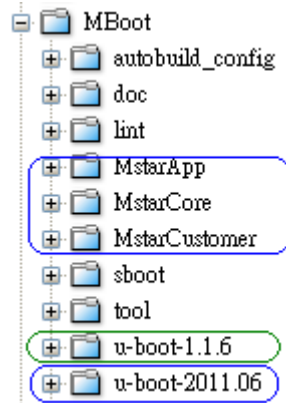 MBoot
autobuild_config
doc
lint
MstarApp
MstarCore
MstarCustomer
sboot
tool
u-boot-1.1.6
u-boot-2011.06